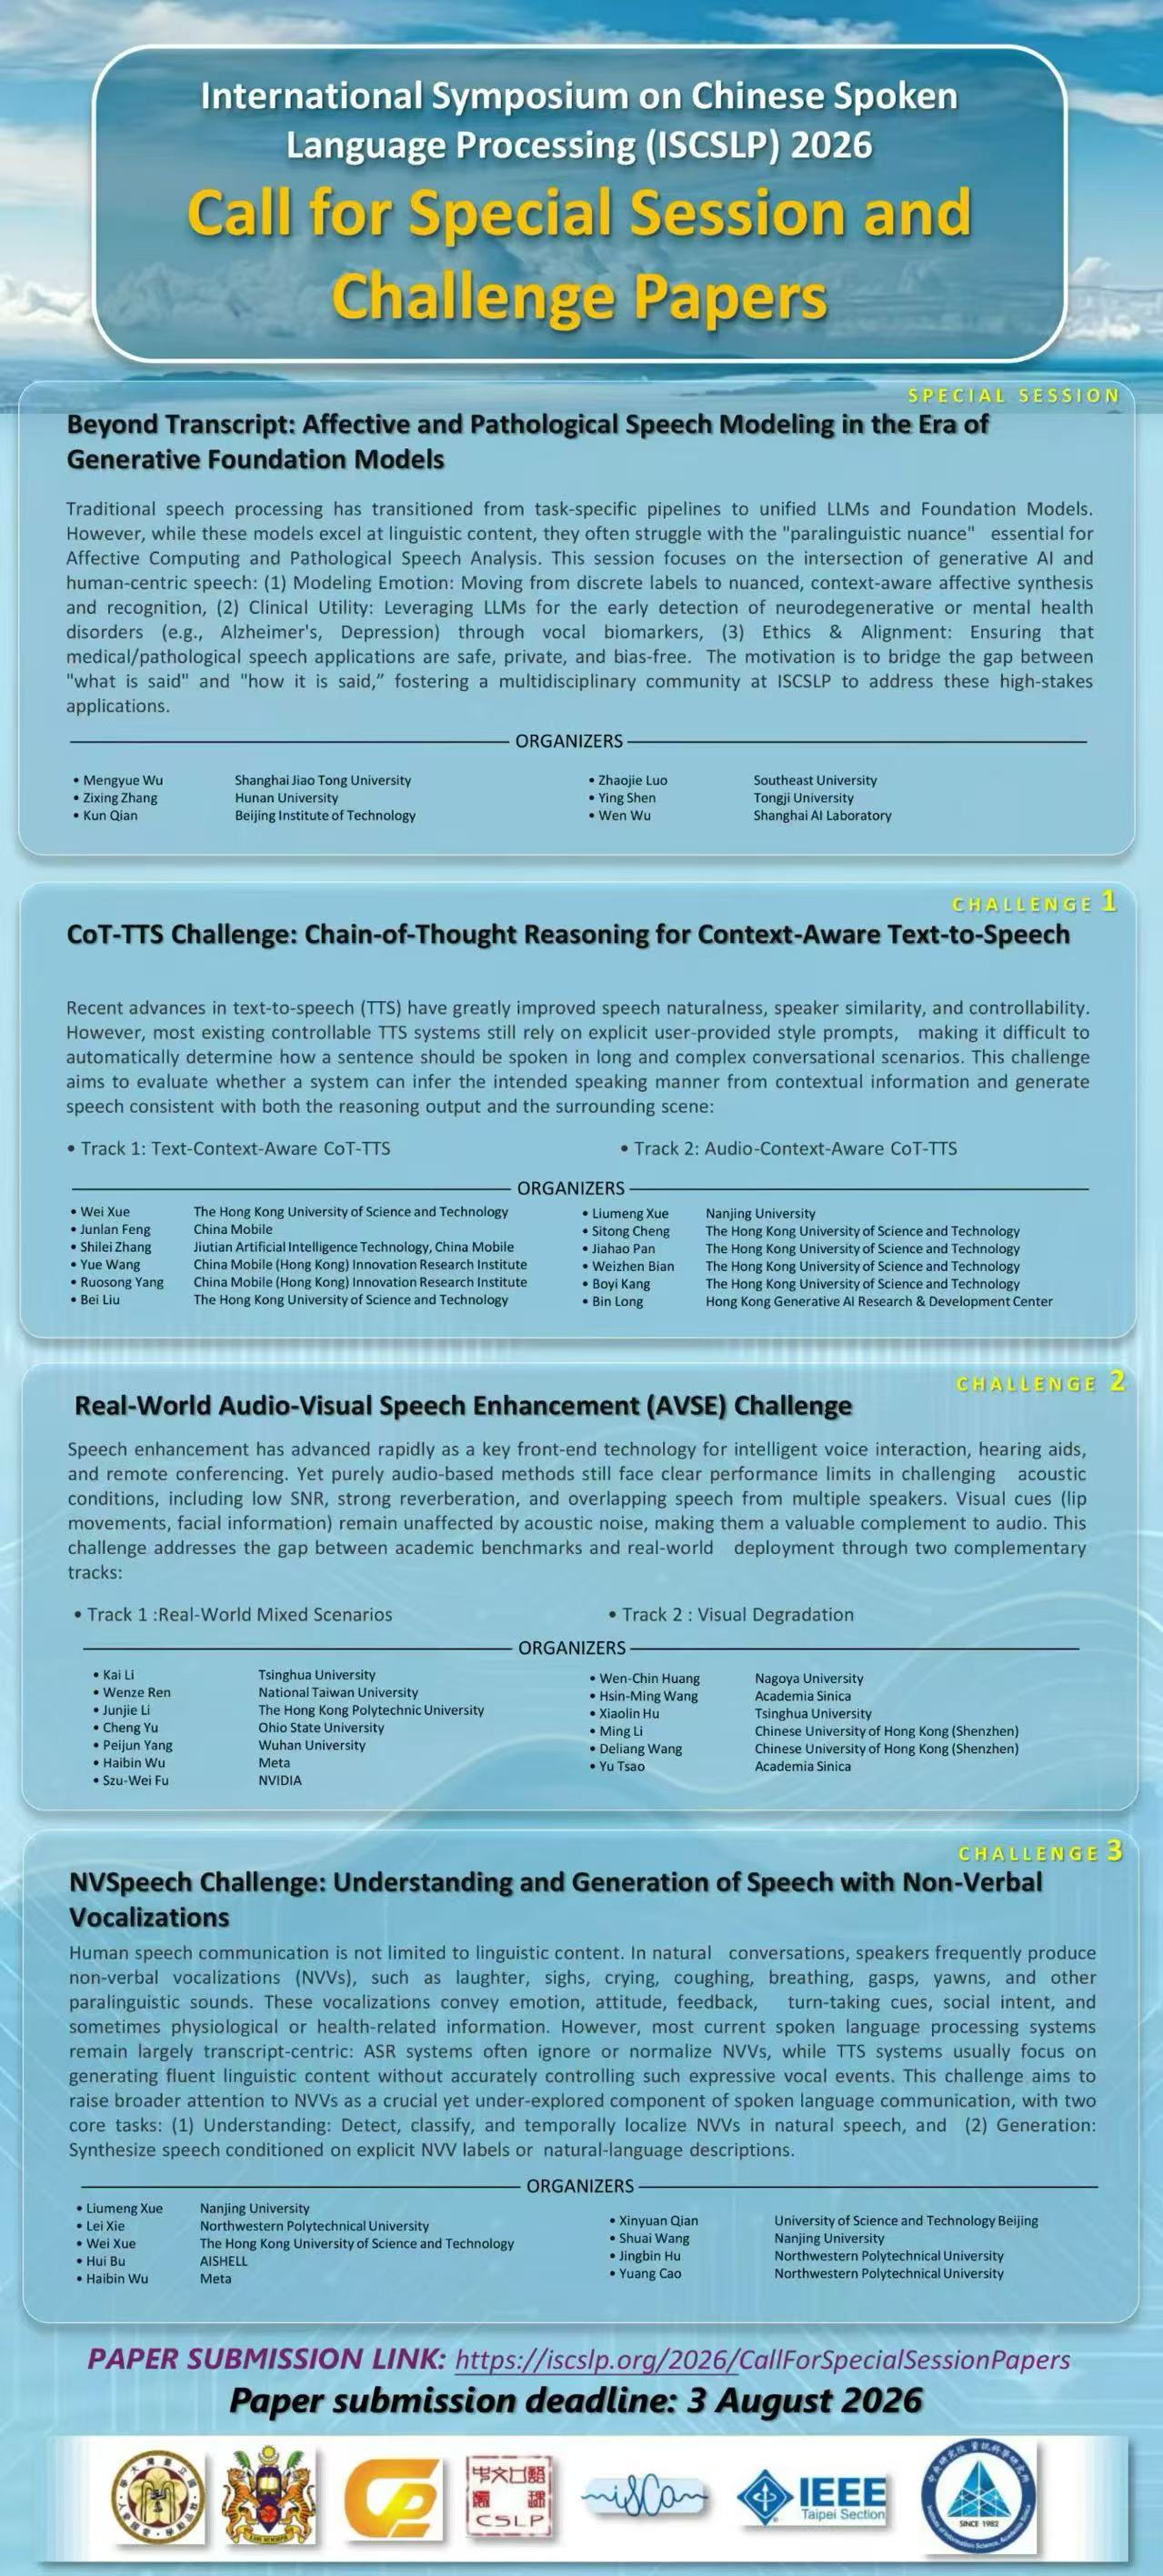 International Symposium on Chinese Spoken
Language Processing (ISCSLP) 2026
Call for Special Session and
Challenge Papers
SPECIAL SESSION
Beyond Transcript: Affective and Pathological Speech Modeling in the Era of
Generative Foundation Models
Traditional speech processing has transitioned from task-specific pipelines to unified LLMs and Foundation Models.
However, while these models excel at linguistic content, they often struggle with the "paralinguistic nuance" essential for
Affective Computing and Pathological Speech Analysis. This session focuses on the intersection of generative AI and
human-centric speech: (1) Modeling Emotion: Moving from discrete labels to nuanced, context-aware affective synthesis
and recognition, (2) Clinical Utility: Leveraging LLMs for the early detection of neurodegenerative or mental health
disorders (e.g., Alzheimer's, Depression) through vocal biomarkers, (3) Ethics & Alignment: Ensuring that
medical/pathological speech applications are safe, private, and bias-free. The motivation is to bridge the gap between
"what is said" and "how it is said,” fostering a multidisciplinary community at ISCSLP to address these high-stakes
applications.
ORGANIZERS
• Mengyue Wu Shanghai Jiao Tong University
• Zixing Zhang Hunan University
• Kun Qian Beijing Institute of Technology
• Zhaojie Luo Southeast University
• Ying Shen Tongji University
• Wen Wu Shanghai AI Laboratory
CHALLENGE 1
CoT-TTS Challenge: Chain-of-Thought Reasoning for Context-Aware Text-to-Speech
Recent advances in text-to-speech (TTS) have greatly improved speech naturalness, speaker similarity, and controllability.
However, most existing controllable TTS systems still rely on explicit user-provided style prompts, making it difficult to
automatically determine how a sentence should be spoken in long and complex conversational scenarios. This challenge
aims to evaluate whether a system can infer the intended speaking manner from contextual information and generate
speech consistent with both the reasoning output and the surrounding scene:
• Track 1: Text-Context-Aware CoT-TTS
• Track 2: Audio-Context-Aware CoT-TTS
ORGANIZERS
• Wei Xue The Hong Kong University of Science and Technology
• Junlan Feng China Mobile
• Shilei Zhang Jiutian Artificial Intelligence Technology, China Mobile
• Yue Wang China Mobile (Hong Kong) Innovation Research Institute
• Ruosong Yang China Mobile (Hong Kong) Innovation Research Institute
• Bei Liu The Hong Kong University of Science and Technology
• Liumeng Xue Nanjing University
• Sitong Cheng The Hong Kong University of Science and Technology
• Jiahao Pan The Hong Kong University of Science and Technology
• Weizhen Bian The Hong Kong University of Science and Technology
• Boyi Kang The Hong Kong University of Science and Technology
• Bin Long Hong Kong Generative AI Research & Development Center
CHALLENGE 2
Real-World Audio-Visual Speech Enhancement (AVSE) Challenge
Speech enhancement has advanced rapidly as a key front-end technology for intelligent voice interaction, hearing aids,
and remote conferencing. Yet purely audio-based methods still face clear performance limits in challenging acoustic
conditions, including low SNR, strong reverberation, and overlapping speech from multiple speakers. Visual cues (lip
movements, facial information) remain unaffected by acoustic noise, making them a valuable complement to audio. This
challenge addresses the gap between academic benchmarks and real-world deployment through two complementary
tracks:
• Track 1 :Real-World Mixed Scenarios
• Track 2 : Visual Degradation
ORGANIZERS
• Kai Li Tsinghua University
• Wenze Ren National Taiwan University
• Junjie Li The Hong Kong Polytechnic University
• Cheng Yu Ohio State University
• Peijun Yang Wuhan University
• Haibin Wu Meta
• Szu-Wei Fu NVIDIA
• Wen-Chin Huang Nagoya University
• Hsin-Ming Wang Academia Sinica
• Xiaolin Hu Tsinghua University
• Ming Li Chinese University of Hong Kong (Shenzhen)
• Deliang Wang Chinese University of Hong Kong (Shenzhen)
• Yu Tsao Academia Sinica
CHALLENGE 3
NVSpeech Challenge: Understanding and Generation of Speech with Non-Verbal
Vocalizations
Human speech communication is not limited to linguistic content. In natural conversations, speakers frequently produce
non-verbal vocalizations (NVVs), such as laughter, sighs, crying, coughing, breathing, gasps, yawns, and other
paralinguistic sounds. These vocalizations convey emotion, attitude, feedback, turn-taking cues, social intent, and
sometimes physiological or health-related information. However, most current spoken language processing systems
remain largely transcript-centric: ASR systems often ignore or normalize NVVs, while TTS systems usually focus on
generating fluent linguistic content without accurately controlling such expressive vocal events. This challenge aims to
raise broader attention to NVVs as a crucial yet under-explored component of spoken language communication, with two
core tasks: (1) Understanding: Detect, classify, and temporally localize NVVs in natural speech, and (2) Generation:
Synthesize speech conditioned on explicit NVV labels or natural-language descriptions.
ORGANIZERS
• Liumeng Xue Nanjing University
• Lei Xie Northwestern Polytechnical University
• Wei Xue The Hong Kong University of Science and Technology
• Hui Bu AISHELL
• Haibin Wu Meta
• Xinyuan Qian University of Science and Technology Beijing
• Shuai Wang Nanjing University
• Jingbin Hu Northwestern Polytechnical University
• Yuang Cao Northwestern Polytechnical University
PAPER SUBMISSION LINK: https://iscslp.org/2026/CallForSpecialSessionPapers
Paper submission deadline: 3 August 2026
中文口語
CSLP
isca
IEEE
Taipei Section
SINCE 1982